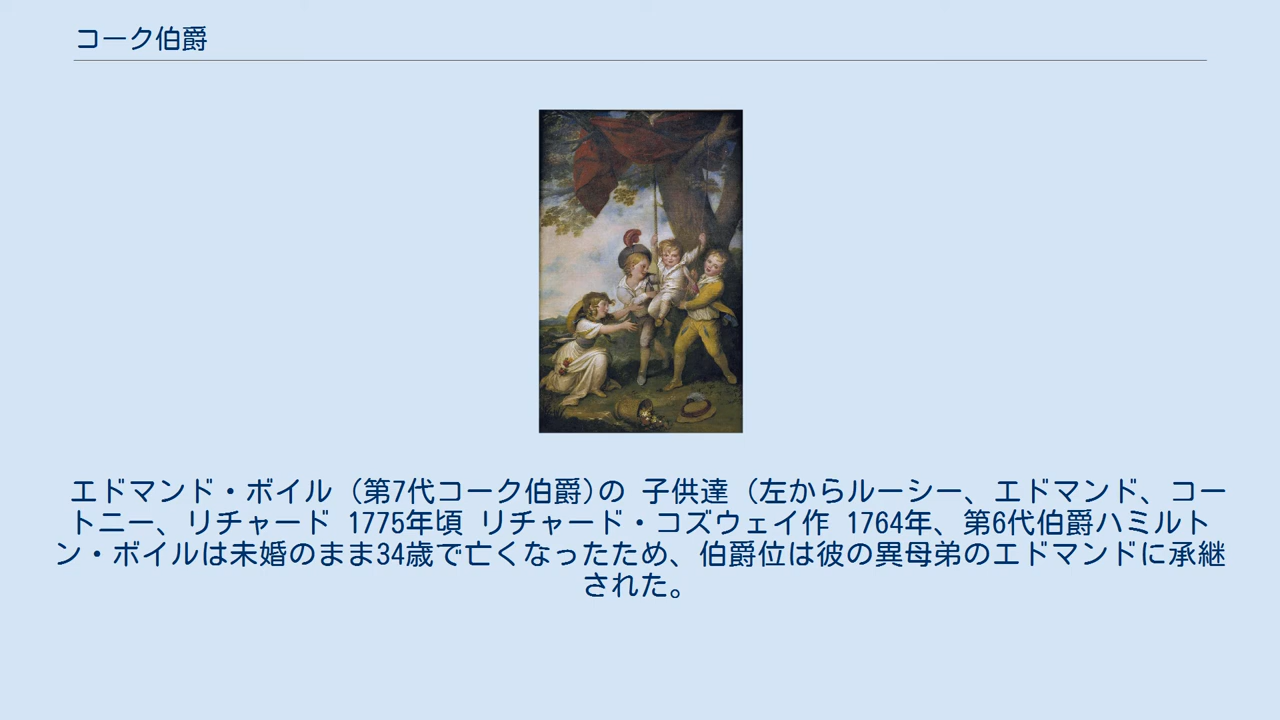 コーク伯爵
エドマンド・ボイル (第7代コーク伯爵)の 子供達 (左からルーシー、エドマンド、コー
トニー、リチャード 1775年頃 リチャード・コズウェイ作 1764年、第6代伯爵ハミルト
ン・ボイルは未婚のまま34歳で亡くなったため、伯爵位は彼の異母弟のエドマンドに承継
された。